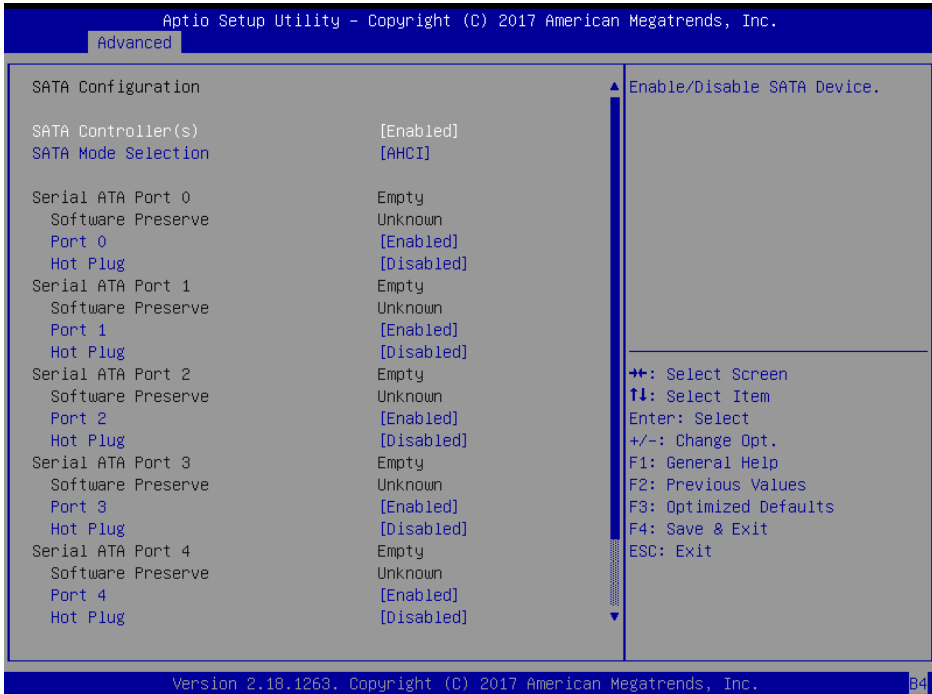 Aptio Setup Utility – Copyright (C) 2017 American Megatrends, Inc.
Advanced
SATA Configuration
SATA Controller(s) [Enabled]
SATA Mode Selection [AHCI]
Serial ATA Port 0 Empty
Software Preserve Unknown
Port 0 [Enabled]
Hot Plug [Disabled]
Serial ATA Port 1 Empty
Software Preserve Unknown
Port 1 [Enabled]
Hot Plug [Disabled]
Serial ATA Port 2 Empty
Software Preserve Unknown
Port 2 [Enabled]
Hot Plug [Disabled]
Serial ATA Port 3 Empty
Software Preserve Unknown
Port 3 [Enabled]
Hot Plug [Disabled]
Serial ATA Port 4 Empty
Software Preserve Unknown
Port 4 [Enabled]
Hot Plug [Disabled]
Enable/Disable SATA Device.
→←: Select Screen
↑↓: Select Item
Enter: Select
+/-: Change Opt.
F1: General Help
F2: Previous Values
F3: Optimized Defaults
F4: Save & Exit
ESC: Exit
Version 2.18.1263. Copyright (C) 2017 American Megatrends, Inc.
B4